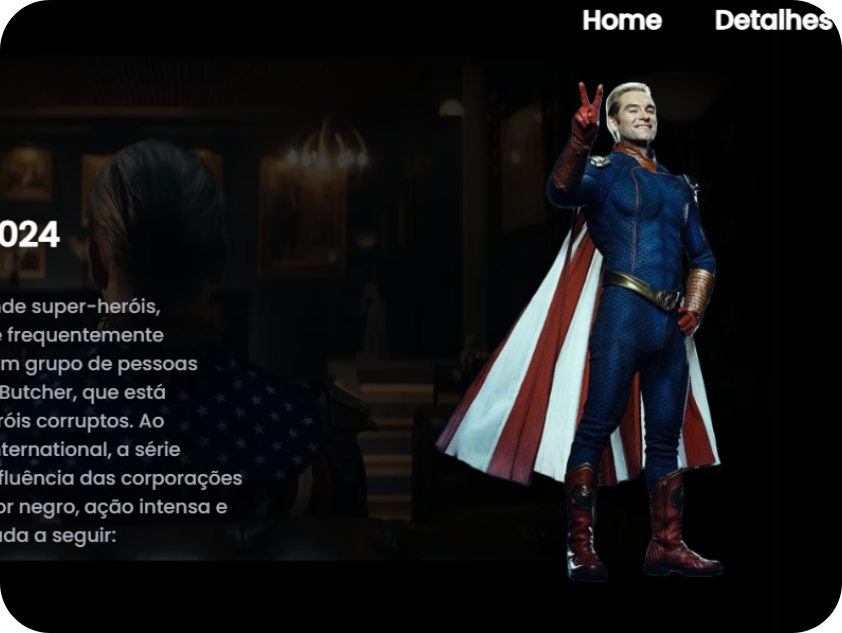 Home Detalhes
024
nde super-heróis,
e frequentemente
m grupo de pessoas
Butcher, que está
róis corruptos. Ao
nternational, a série
fluência das corporações
or negro, ação intensa e
ada a seguir: